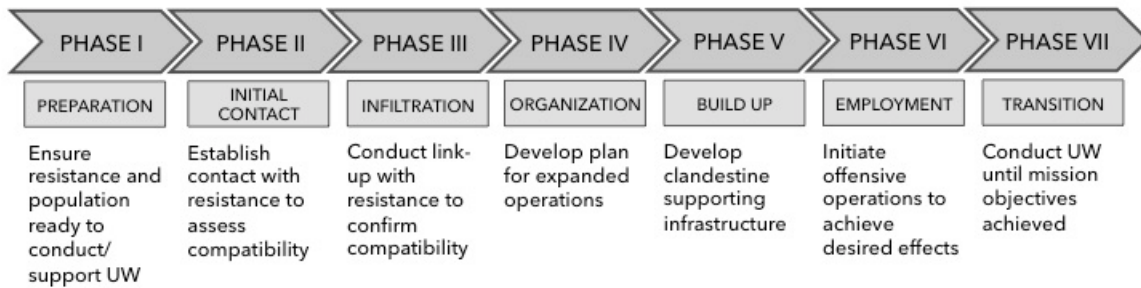 PHASE I
PHASE II
PHASE III
PHASE IV
PHASE V
PHASE VI
PHASE VII
PREPARATION
INITIAL
CONTACT
INFILTRATION
ORGANIZATION
BUILD UP
EMPLOYMENT
TRANSITION
Ensure
resistance and
population
ready to
conduct/
support UW
Establish
contact with
resistance to
assess
compatibility
Conduct link-
up with
resistance to
confirm
compatibility
Develop plan
for expanded
operations
Develop
clandestine
supporting
infrastructure
Initiate
offensive
operations to
achieve
desired effects
Conduct UW
until mission
objectives
achieved